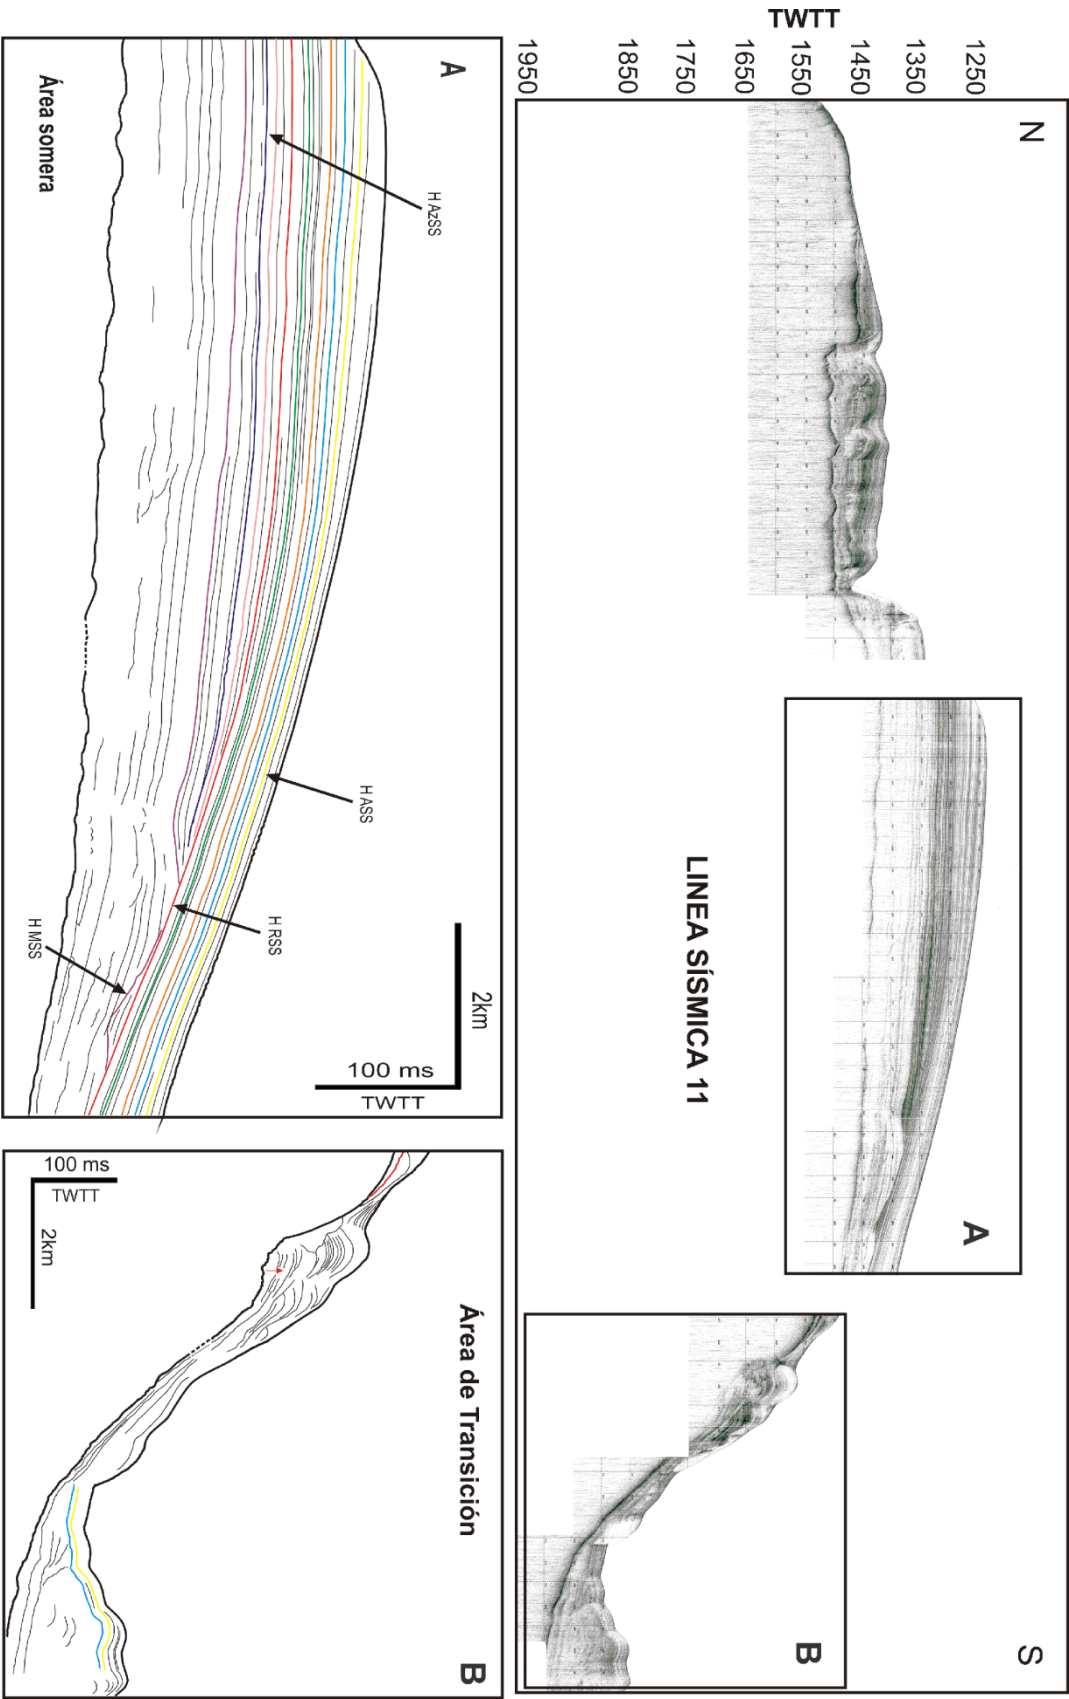 TWTT
1250
1350
1450
1550
1650
1750
1850
1950
N
S
LINEA SÍSMICA 11
A
B
A
Área somera
H AzSS
H ASS
H RSS
H MSS
2km
100 ms
TWTT
B
Área de Transición
100 ms
TWTT
2km